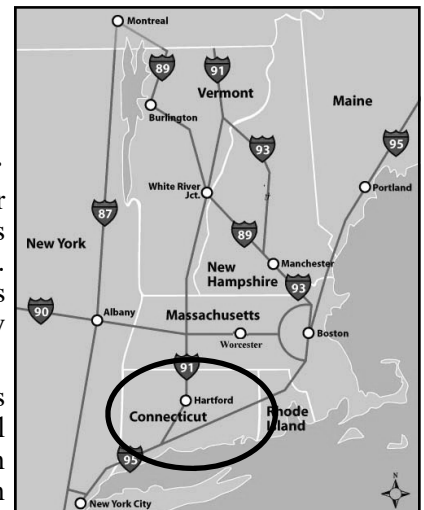 Montreal
89
91
Vermont
Burlington
Maine
93
95
White River
Jct.
Portland
87
New York
89
New
Hampshire
Manchester
93
90
Albany
Massachusetts
Worcester
Boston
91
Hartford
Connecticut
Rhode
Island
95
New York City
N